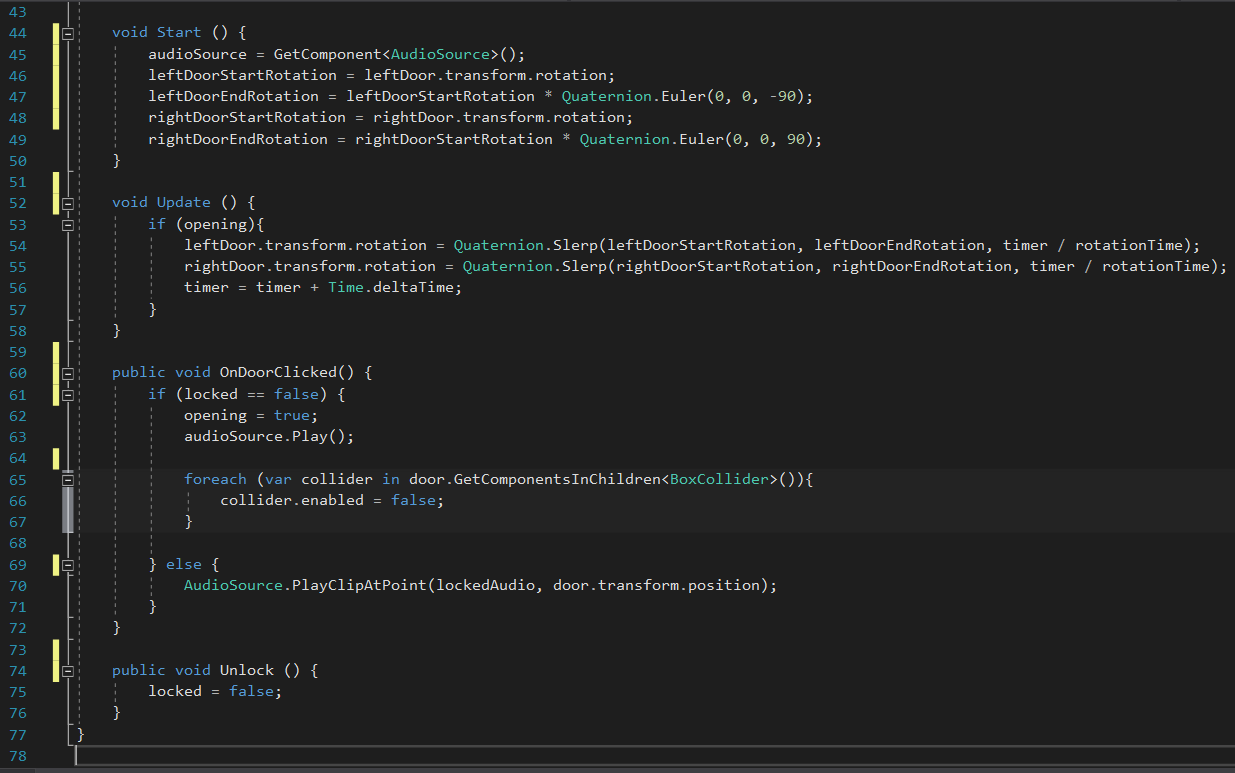 43
44 void Start () {
45 audioSource = GetComponent<AudioSource>();
46 leftDoorStartRotation = leftDoor.transform.rotation;
47 leftDoorEndRotation = leftDoorStartRotation * Quaternion.Euler(0, 0, -90);
48 rightDoorStartRotation = rightDoor.transform.rotation;
49 rightDoorEndRotation = rightDoorStartRotation * Quaternion.Euler(0, 0, 90);
50 }
51
52 void Update () {
53 if (opening){
54 leftDoor.transform.rotation = Quaternion.Slerp(leftDoorStartRotation, leftDoorEndRotation, timer / rotationTime);
55 rightDoor.transform.rotation = Quaternion.Slerp(rightDoorStartRotation, rightDoorEndRotation, timer / rotationTime);
56 timer = timer + Time.deltaTime;
57 }
58 }
59
60 public void OnDoorClicked() {
61 if (locked == false) {
62 opening = true;
63 audioSource.Play();
64
65 foreach (var collider in door.GetComponentsInChildren<BoxCollider>()){
66 collider.enabled = false;
67 }
68
69 } else {
70 AudioSource.PlayClipAtPoint(lockedAudio, door.transform.position);
71 }
72 }
73
74 public void Unlock () {
75 locked = false;
76 }
77 }
78